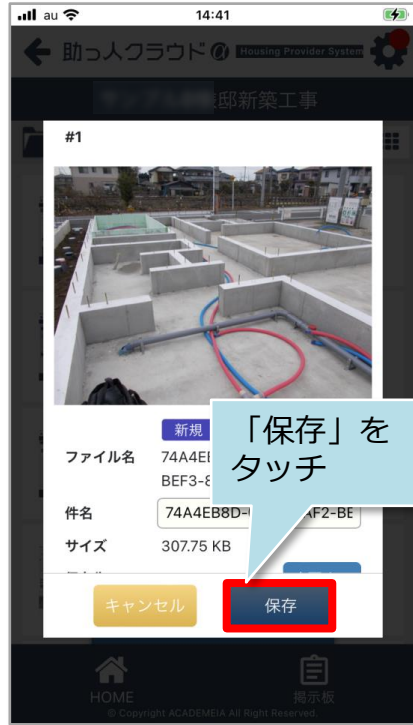 au 14:41
助っ人クラウド Housing Provider System
邸新築工事
#1
新規
ファイル名 74A4E
BEF3-8
件名 74A4EB8D- AF2-BE
サイズ 307.75 KB
「保存」を
タッチ
キャンセル 保存
HOME 掲示板
© Copyright ACADEMEIA All Right Reserved.